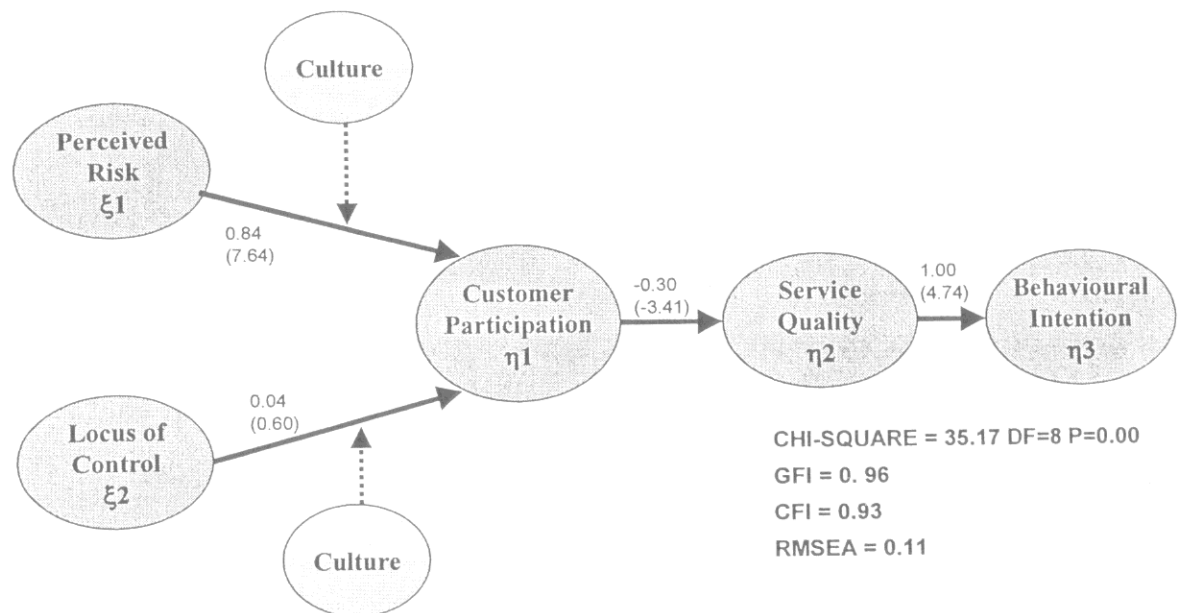 Culture
Perceived
Risk
ξ1
0.84
(7.64)
Customer
Participation
η1
-0.30
(-3.41)
Service
Quality
η2
1.00
(4.74)
Behavioural
Intention
η3
0.04
(0.60)
Locus of
Control
ξ2
Culture
CHI-SQUARE = 35.17 DF=8 P=0.00
GFI = 0. 96
CFI = 0.93
RMSEA = 0.11